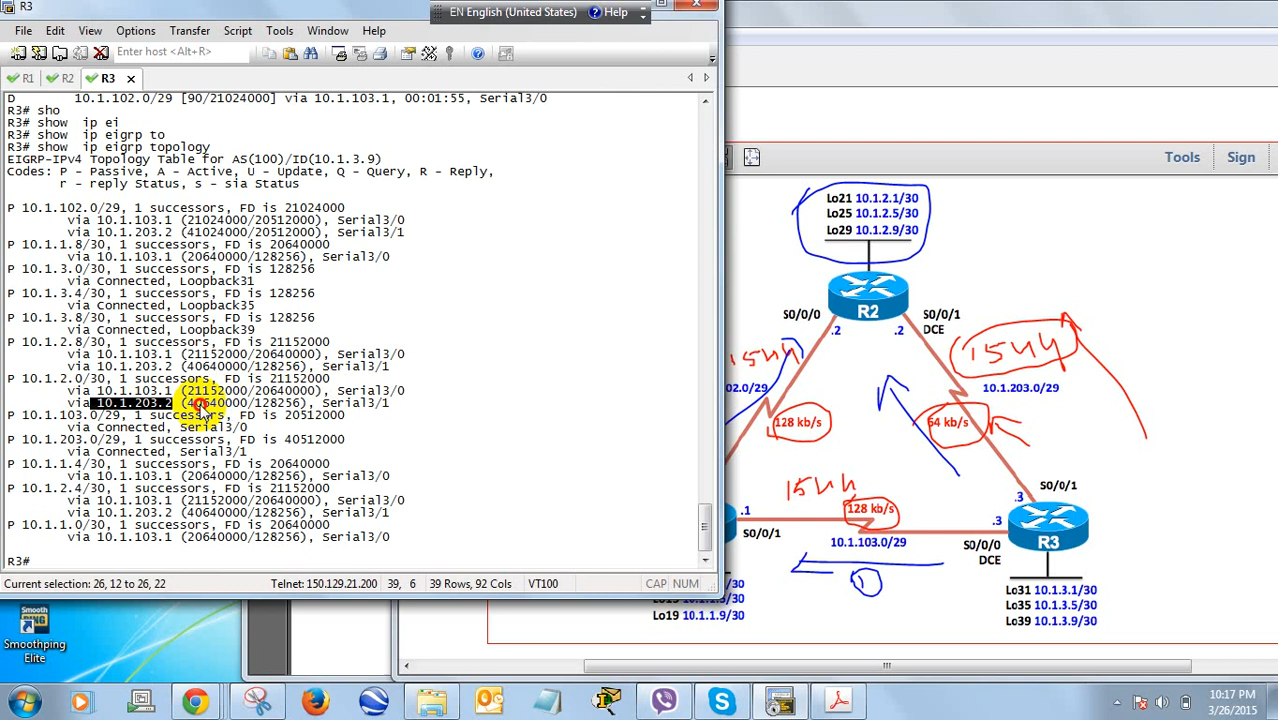 R3
EN English (United States) Help
File Edit View Options Transfer Script Tools Window Help
Enter host <Alt+R>
R1 R2 R3
D 10.1.102.0/29 [90/21024000] via 10.1.103.1, 00:01:55, Serial3/0
R3# sho
R3# show ip ei
R3# show ip eigrp to
R3# show ip eigrp topology
EIGRP-IPv4 Topology Table for AS(100)/ID(10.1.3.9)
Codes: P - Passive, A - Active, U - Update, Q - Query, R - Reply,
r - reply Status, s - sia Status
P 10.1.102.0/29, 1 successors, FD is 21024000
via 10.1.103.1 (21024000/20512000), Serial3/0
via 10.1.203.2 (41024000/20512000), Serial3/1
P 10.1.1.8/30, 1 successors, FD is 20640000
via 10.1.103.1 (20640000/128256), Serial3/0
P 10.1.3.0/30, 1 successors, FD is 128256
via Connected, Loopback31
P 10.1.3.4/30, 1 successors, FD is 128256
via Connected, Loopback35
P 10.1.3.8/30, 1 successors, FD is 128256
via Connected, Loopback39
P 10.1.2.8/30, 1 successors, FD is 21152000
via 10.1.103.1 (21152000/20640000), Serial3/0
via 10.1.203.2 (40640000/128256), Serial3/1
P 10.1.2.0/30, 1 successors, FD is 21152000
via 10.1.103.1 (21152000/20640000), Serial3/0
via 10.1.203.2 (40640000/128256), Serial3/1
P 10.1.103.0/29, 1 successors, FD is 20512000
via Connected, Serial3/0
P 10.1.203.0/29, 1 successors, FD is 40512000
via Connected, Serial3/1
P 10.1.1.4/30, 1 successors, FD is 20640000
via 10.1.103.1 (20640000/128256), Serial3/0
P 10.1.2.4/30, 1 successors, FD is 21152000
via 10.1.103.1 (21152000/20640000), Serial3/0
via 10.1.203.2 (40640000/128256), Serial3/1
P 10.1.1.0/30, 1 successors, FD is 20640000
via 10.1.103.1 (20640000/128256), Serial3/0
R3#
Current selection: 26, 12 to 26, 22 Telnet: 150.129.21.200 39, 6 39 Rows, 92 Cols VT100 CAP NUM
Tools Sign
Lo21 10.1.2.1/30
Lo25 10.1.2.5/30
Lo29 10.1.2.9/30
R2
S0/0/0
.2
.2
S0/0/1
DCE
1544
1544
02.0/29
10.1.203.0/29
128 kb/s
64 kb/s
1544
128 kb/s
.1
S0/0/1
10.1.103.0/29
.3
S0/0/0
DCE
.3
S0/0/1
R3
1
Lo31 10.1.3.1/30
Lo35 10.1.3.5/30
Lo39 10.1.3.9/30
Lo19 10.1.1.9/30
Smoothping
Elite
10:17 PM
3/26/2015